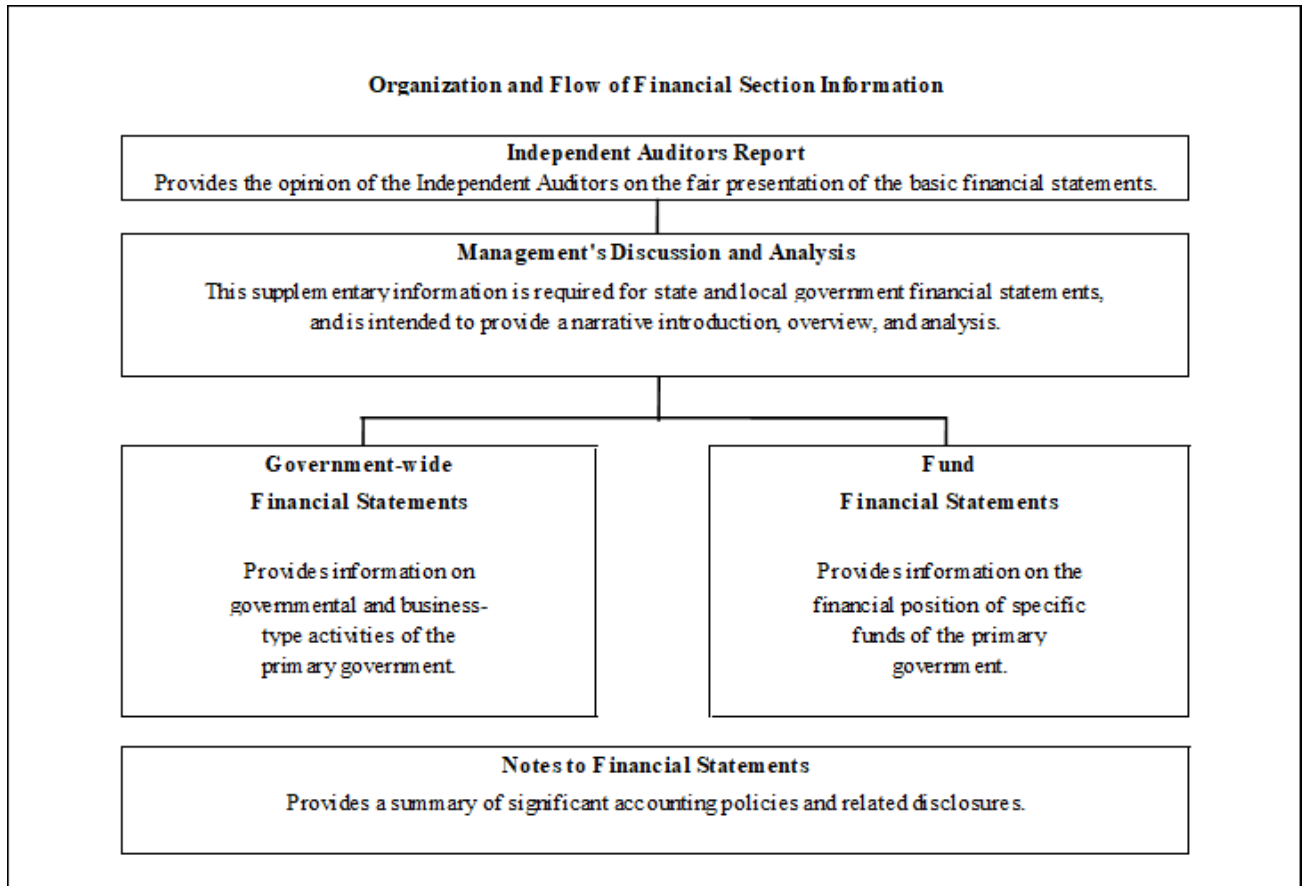 Organization and Flow of Financial Section Information
Independent Auditors Report
Provides the opinion of the Independent Auditors on the fair presentation of the basic financial statements.
Management's Discussion and Analysis
This supplementary information is required for state and local government financial statements,
and is intended to provide a narrative introduction, overview, and analysis.
Government-wide
Financial Statements
Provides information on
governmental and business-
type activities of the
primary government.
Fund
Financial Statements
Provides information on the
financial position of specific
funds of the primary
government.
Notes to Financial Statements
Provides a summary of significant accounting policies and related disclosures.